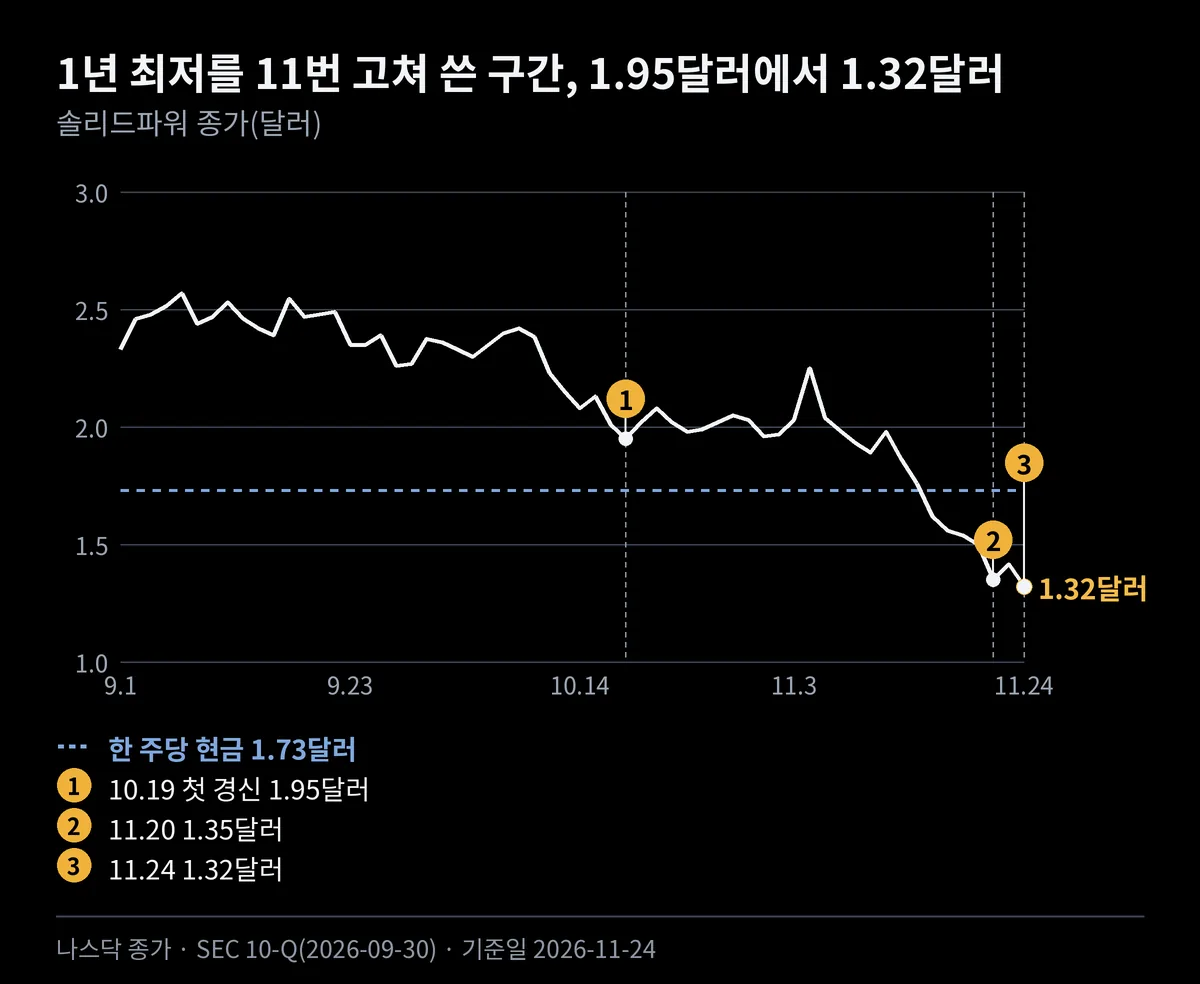 1년 최저를 11번 고쳐 쓴 구간, 1.95달러에서 1.32달러
솔리드파워 종가(달러)
3.0
2.5
2.0
1.5
1.0
1
2
3
1.32달러
9.1
9.23
10.14
11.3
11.24
한 주당 현금 1.73달러
1 10.19 첫 경신 1.95달러
2 11.20 1.35달러
3 11.24 1.32달러
나스닥 종가 · SEC 10-Q(2026-09-30) · 기준일 2026-11-24